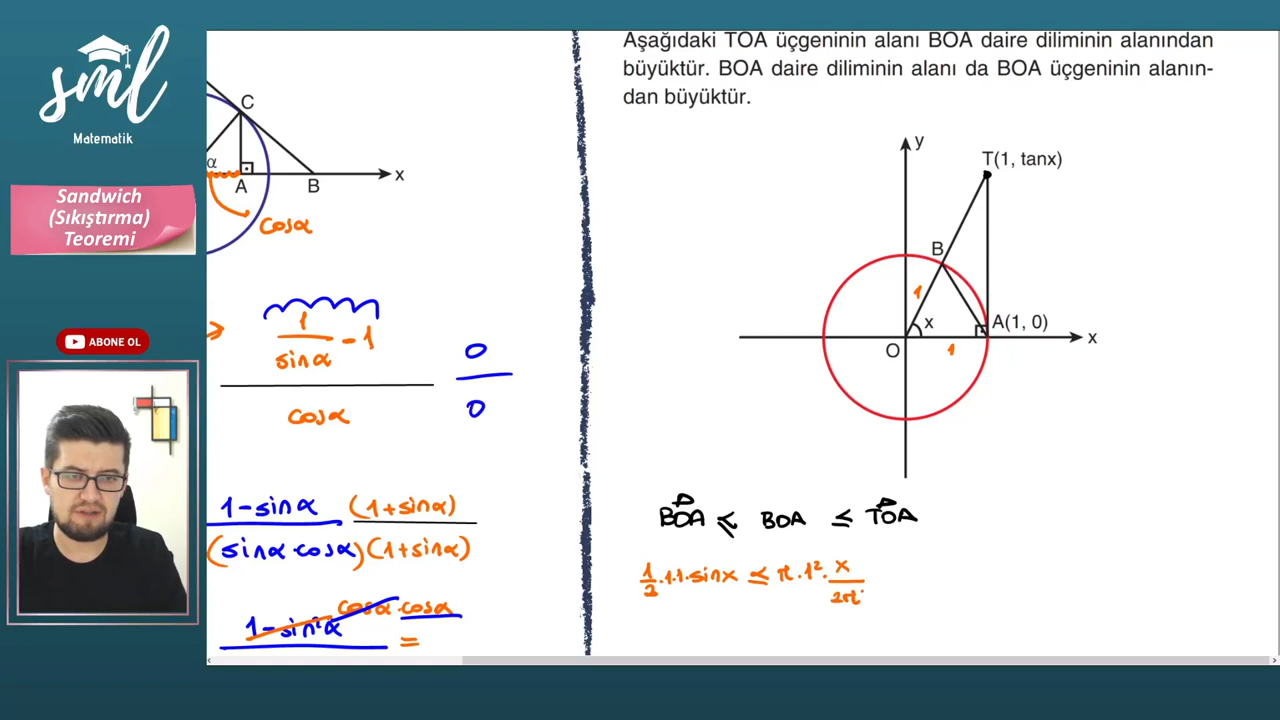 sml
Matematik
Sandwich
(Sıkıştırma)
Teoremi
ABONE OL
C
α
A
B
x
cosα
1
sinα
- 1
cosα
0
0
1-sinα (1+sinα)
(sinα cosα)(1+sinα)
1-sin²α cosα.cosα
=
Aşağıdaki TOA üçgeninin alanı BOA daire diliminin alanından
büyüktür. BOA daire diliminin alanı da BOA üçgeninin alanın-
dan büyüktür.
y
T(1, tanx)
B
1
x
A(1, 0)
O
1
x
BOA ≤ BOA ≤ TOA
1/2 .1.1.sinx ≤ π.1².x/2π